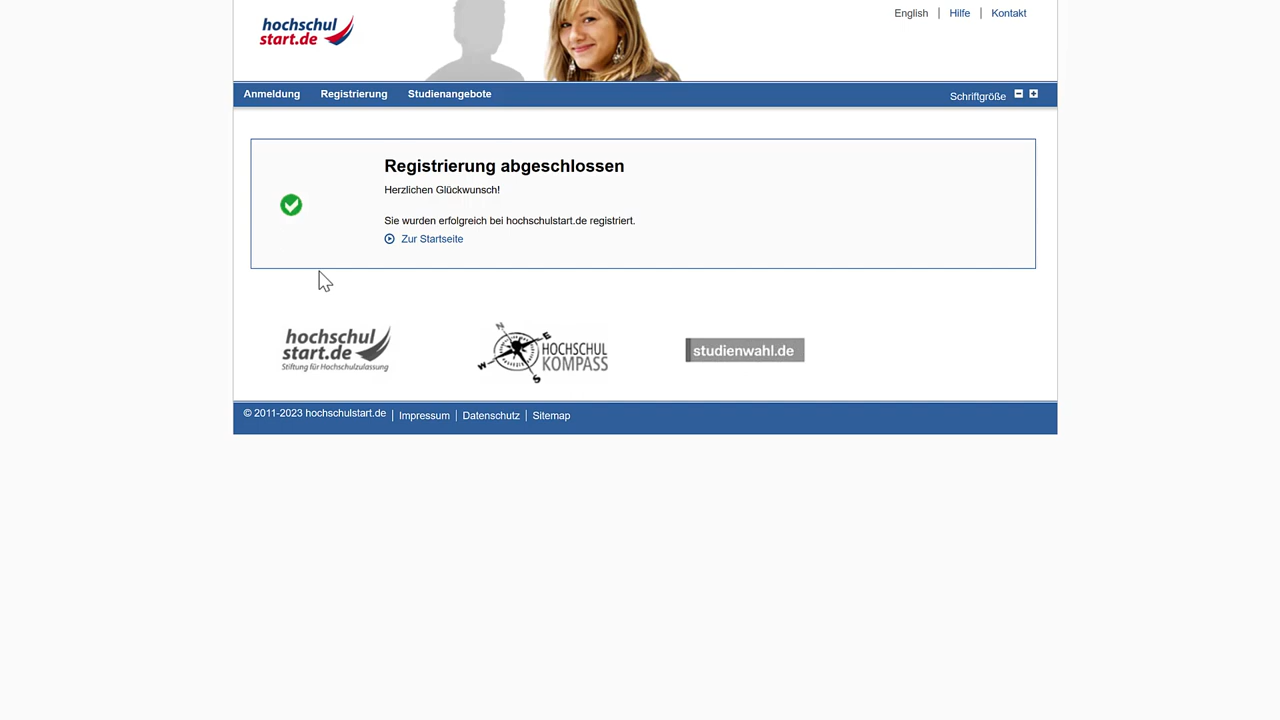 hochschul
start.de
English | Hilfe | Kontakt
Anmeldung Registrierung Studienangebote Schriftgröße
Registrierung abgeschlossen
Herzlichen Glückwunsch!
Sie wurden erfolgreich bei hochschulstart.de registriert.
Zur Startseite
hochschul
start.de
Stiftung für Hochschulzulassung
N E W S
HOCHSCHUL
KOMPASS
studienwahl.de
© 2011-2023 hochschulstart.de | Impressum | Datenschutz | Sitemap